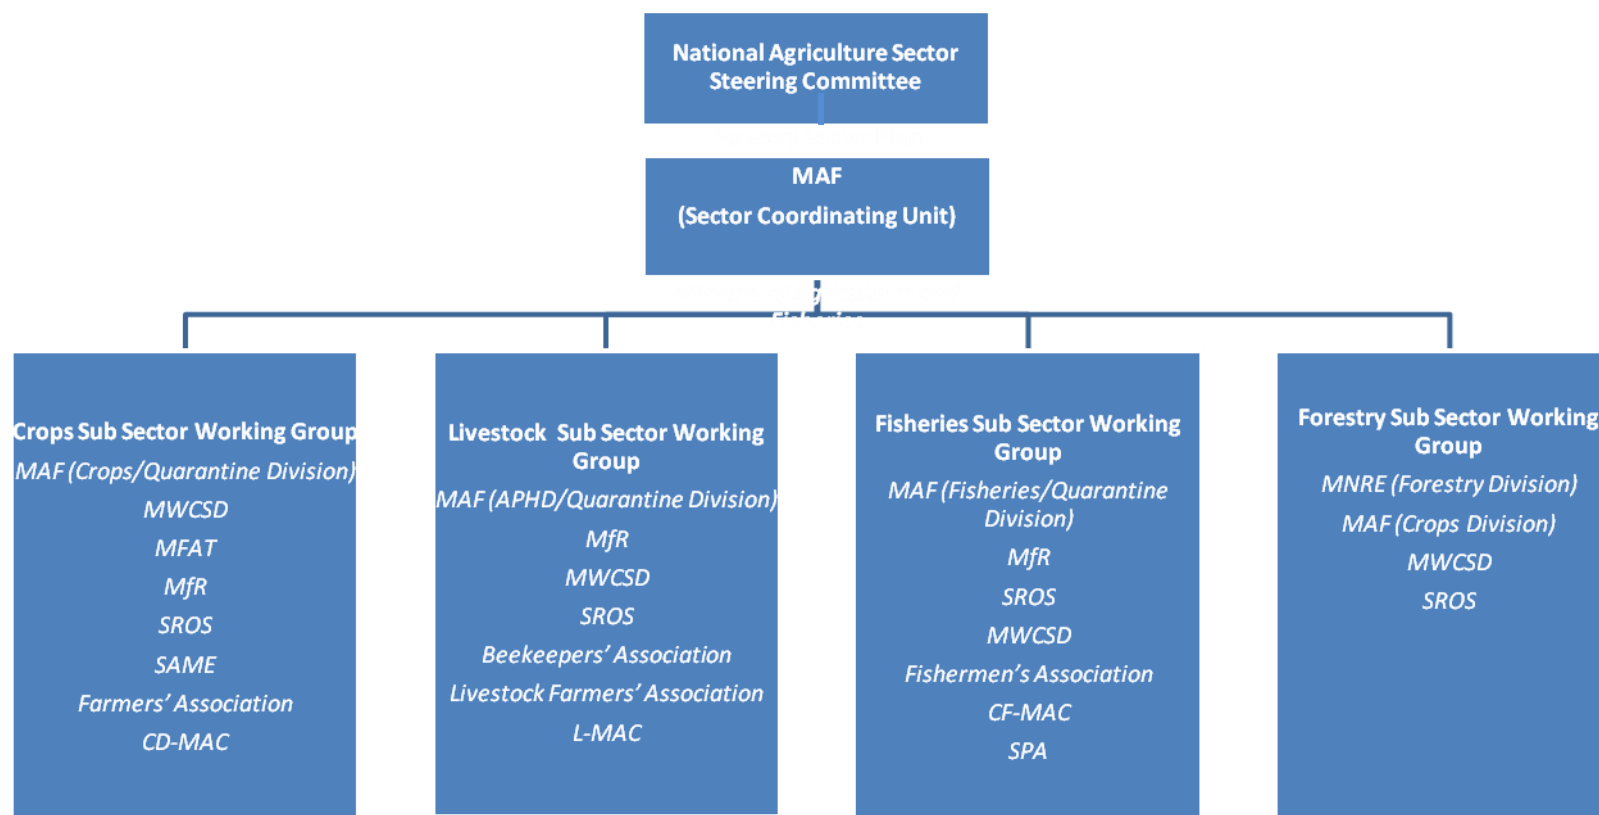 National Agriculture Sector
Steering Committee
MAF
(Sector Coordinating Unit)
Fisheries
Crops Sub Sector Working Group
MAF (Crops/Quarantine Division)
MWCSD
MFAT
MfR
SROS
SAME
Farmers’ Association
CD-MAC
Livestock Sub Sector Working
Group
MAF (APHD/Quarantine Division)
MfR
MWCSD
SROS
Beekeepers’ Association
Livestock Farmers’ Association
L-MAC
Fisheries Sub Sector Working
Group
MAF (Fisheries/Quarantine
Division)
MfR
SROS
MWCSD
Fishermen’s Association
CF-MAC
SPA
Forestry Sub Sector Working
Group
MNRE (Forestry Division)
MAF (Crops Division)
MWCSD
SROS